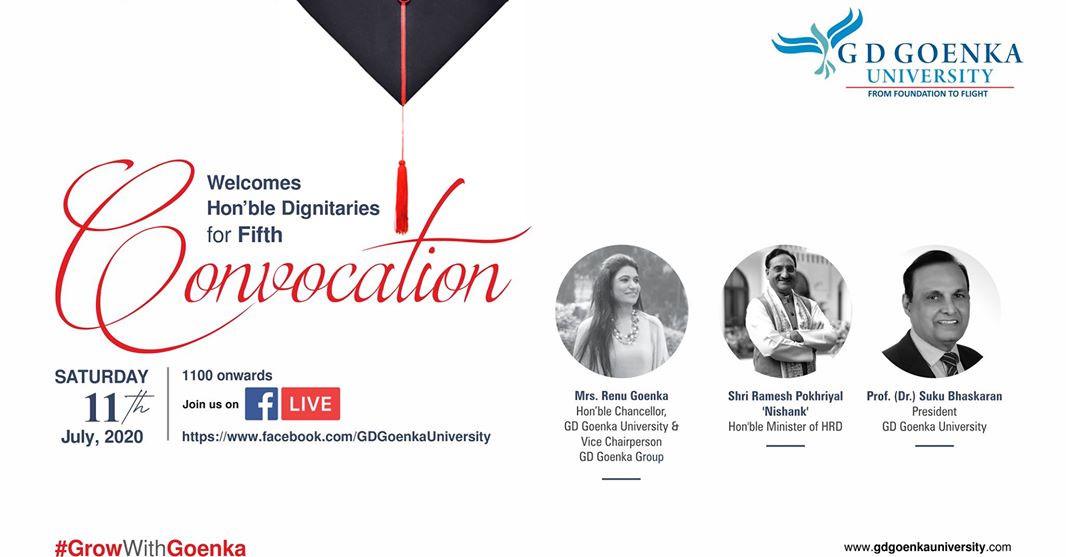 G D GOENKA
UNIVERSITY
FROM FOUNDATION TO FLIGHT
Welcomes
Hon'ble Dignitaries
for Fifth
Convocation
SATURDAY
11th
July, 2020
1100 onwards
Join us on f LIVE
https://www.facebook.com/GDGoenkaUniversity
Mrs. Renu Goenka
Hon'ble Chancellor,
GD Goenka University &
Vice Chairperson
GD Goenka Group
Shri Ramesh Pokhriyal
'Nishank'
Hon'ble Minister of HRD
Prof. (Dr.) Suku Bhaskaran
President
GD Goenka University
#GrowWithGoenka
www.gdgoenkauniversity.com